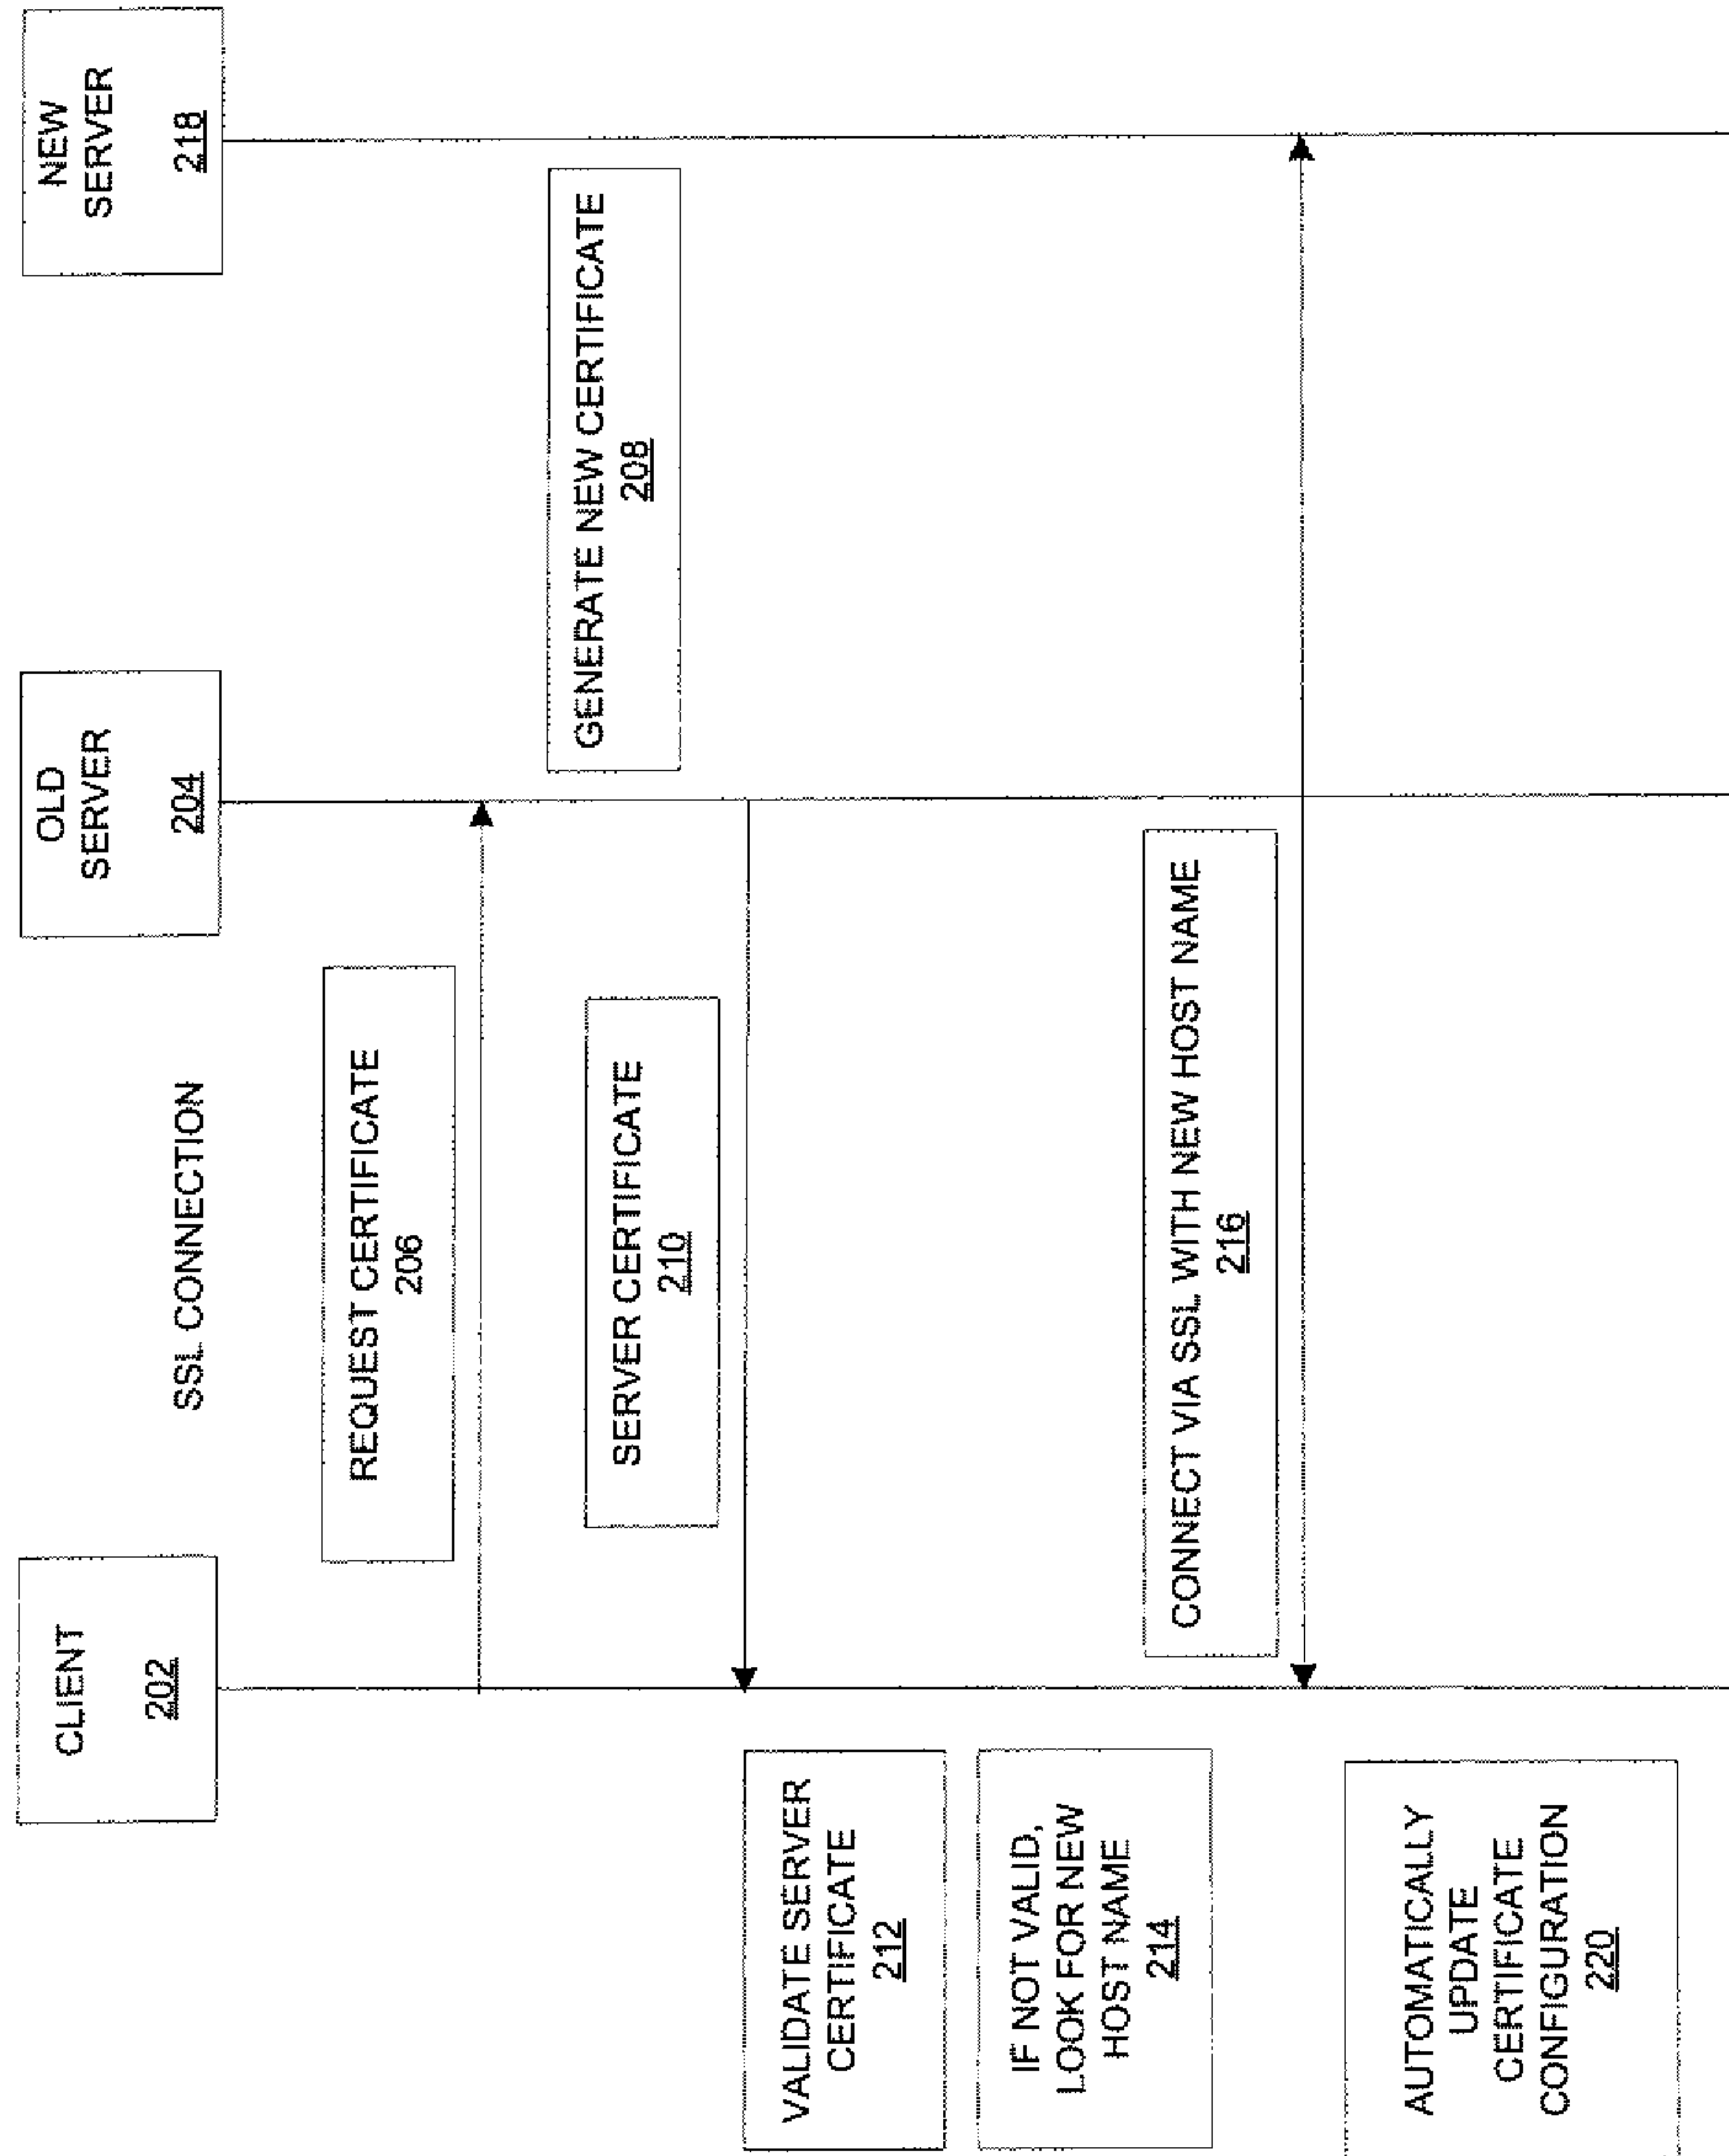 CLIENT
202
SSL CONNECTION
OLD
SERVER
204
NEW
SERVER
218
REQUEST CERTIFICATE
206
GENERATE NEW CERTIFICATE
208
SERVER CERTIFICATE
210
VALIDATE SERVER
CERTIFICATE
212
IF NOT VALID,
LOOK FOR NEW
HOST NAME
214
CONNECT VIA SSL WITH NEW HOST NAME
216
AUTOMATICALLY
UPDATE
CERTIFICATE
CONFIGURATION
220